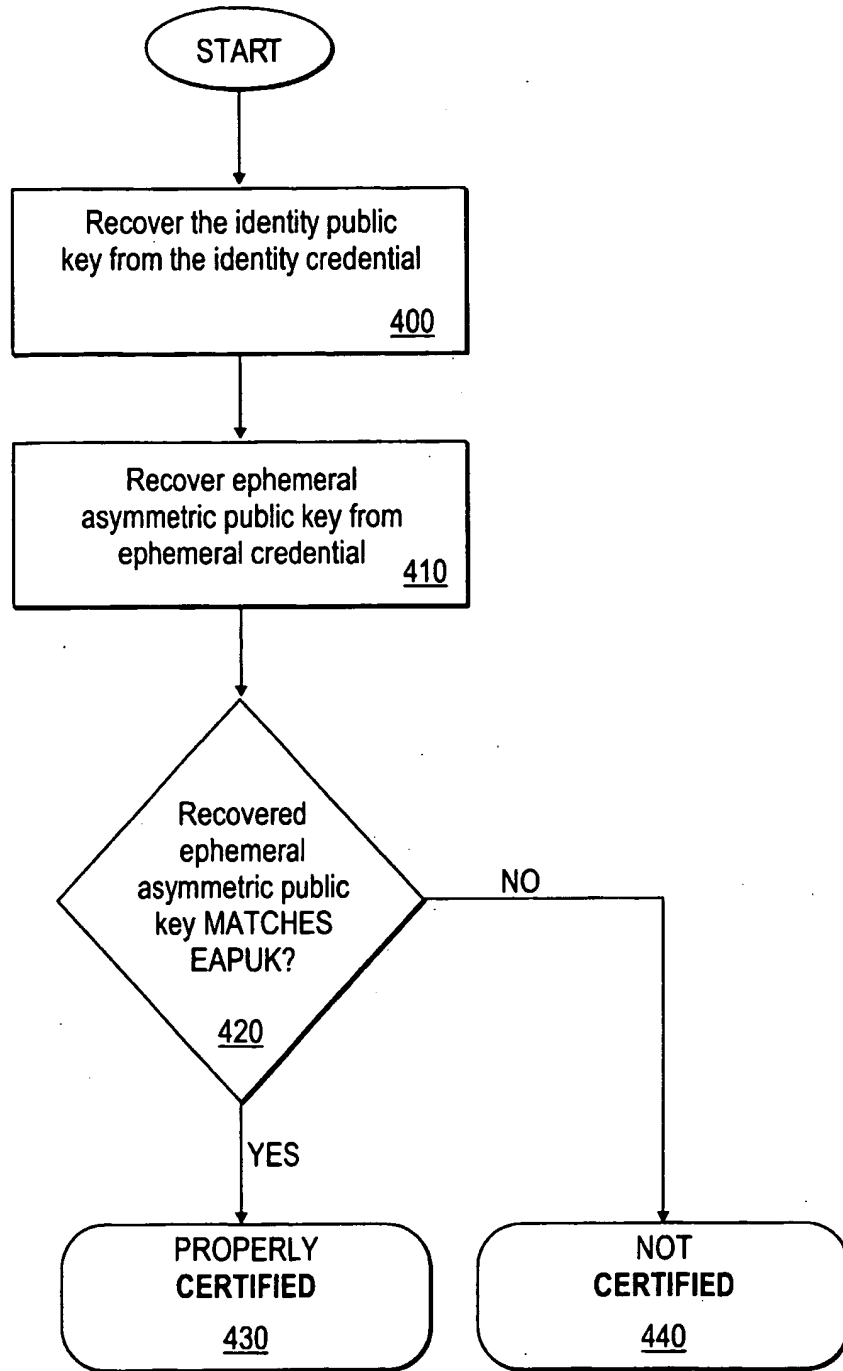 START
Recover the identity public
key from the identity credential
400
Recover ephemeral
asymmetric public key from
ephemeral credential
410
Recovered
ephemeral
asymmetric public
key MATCHES
EAPUK?
420
NO
YES
PROPERLY
CERTIFIED
430
NOT
CERTIFIED
440